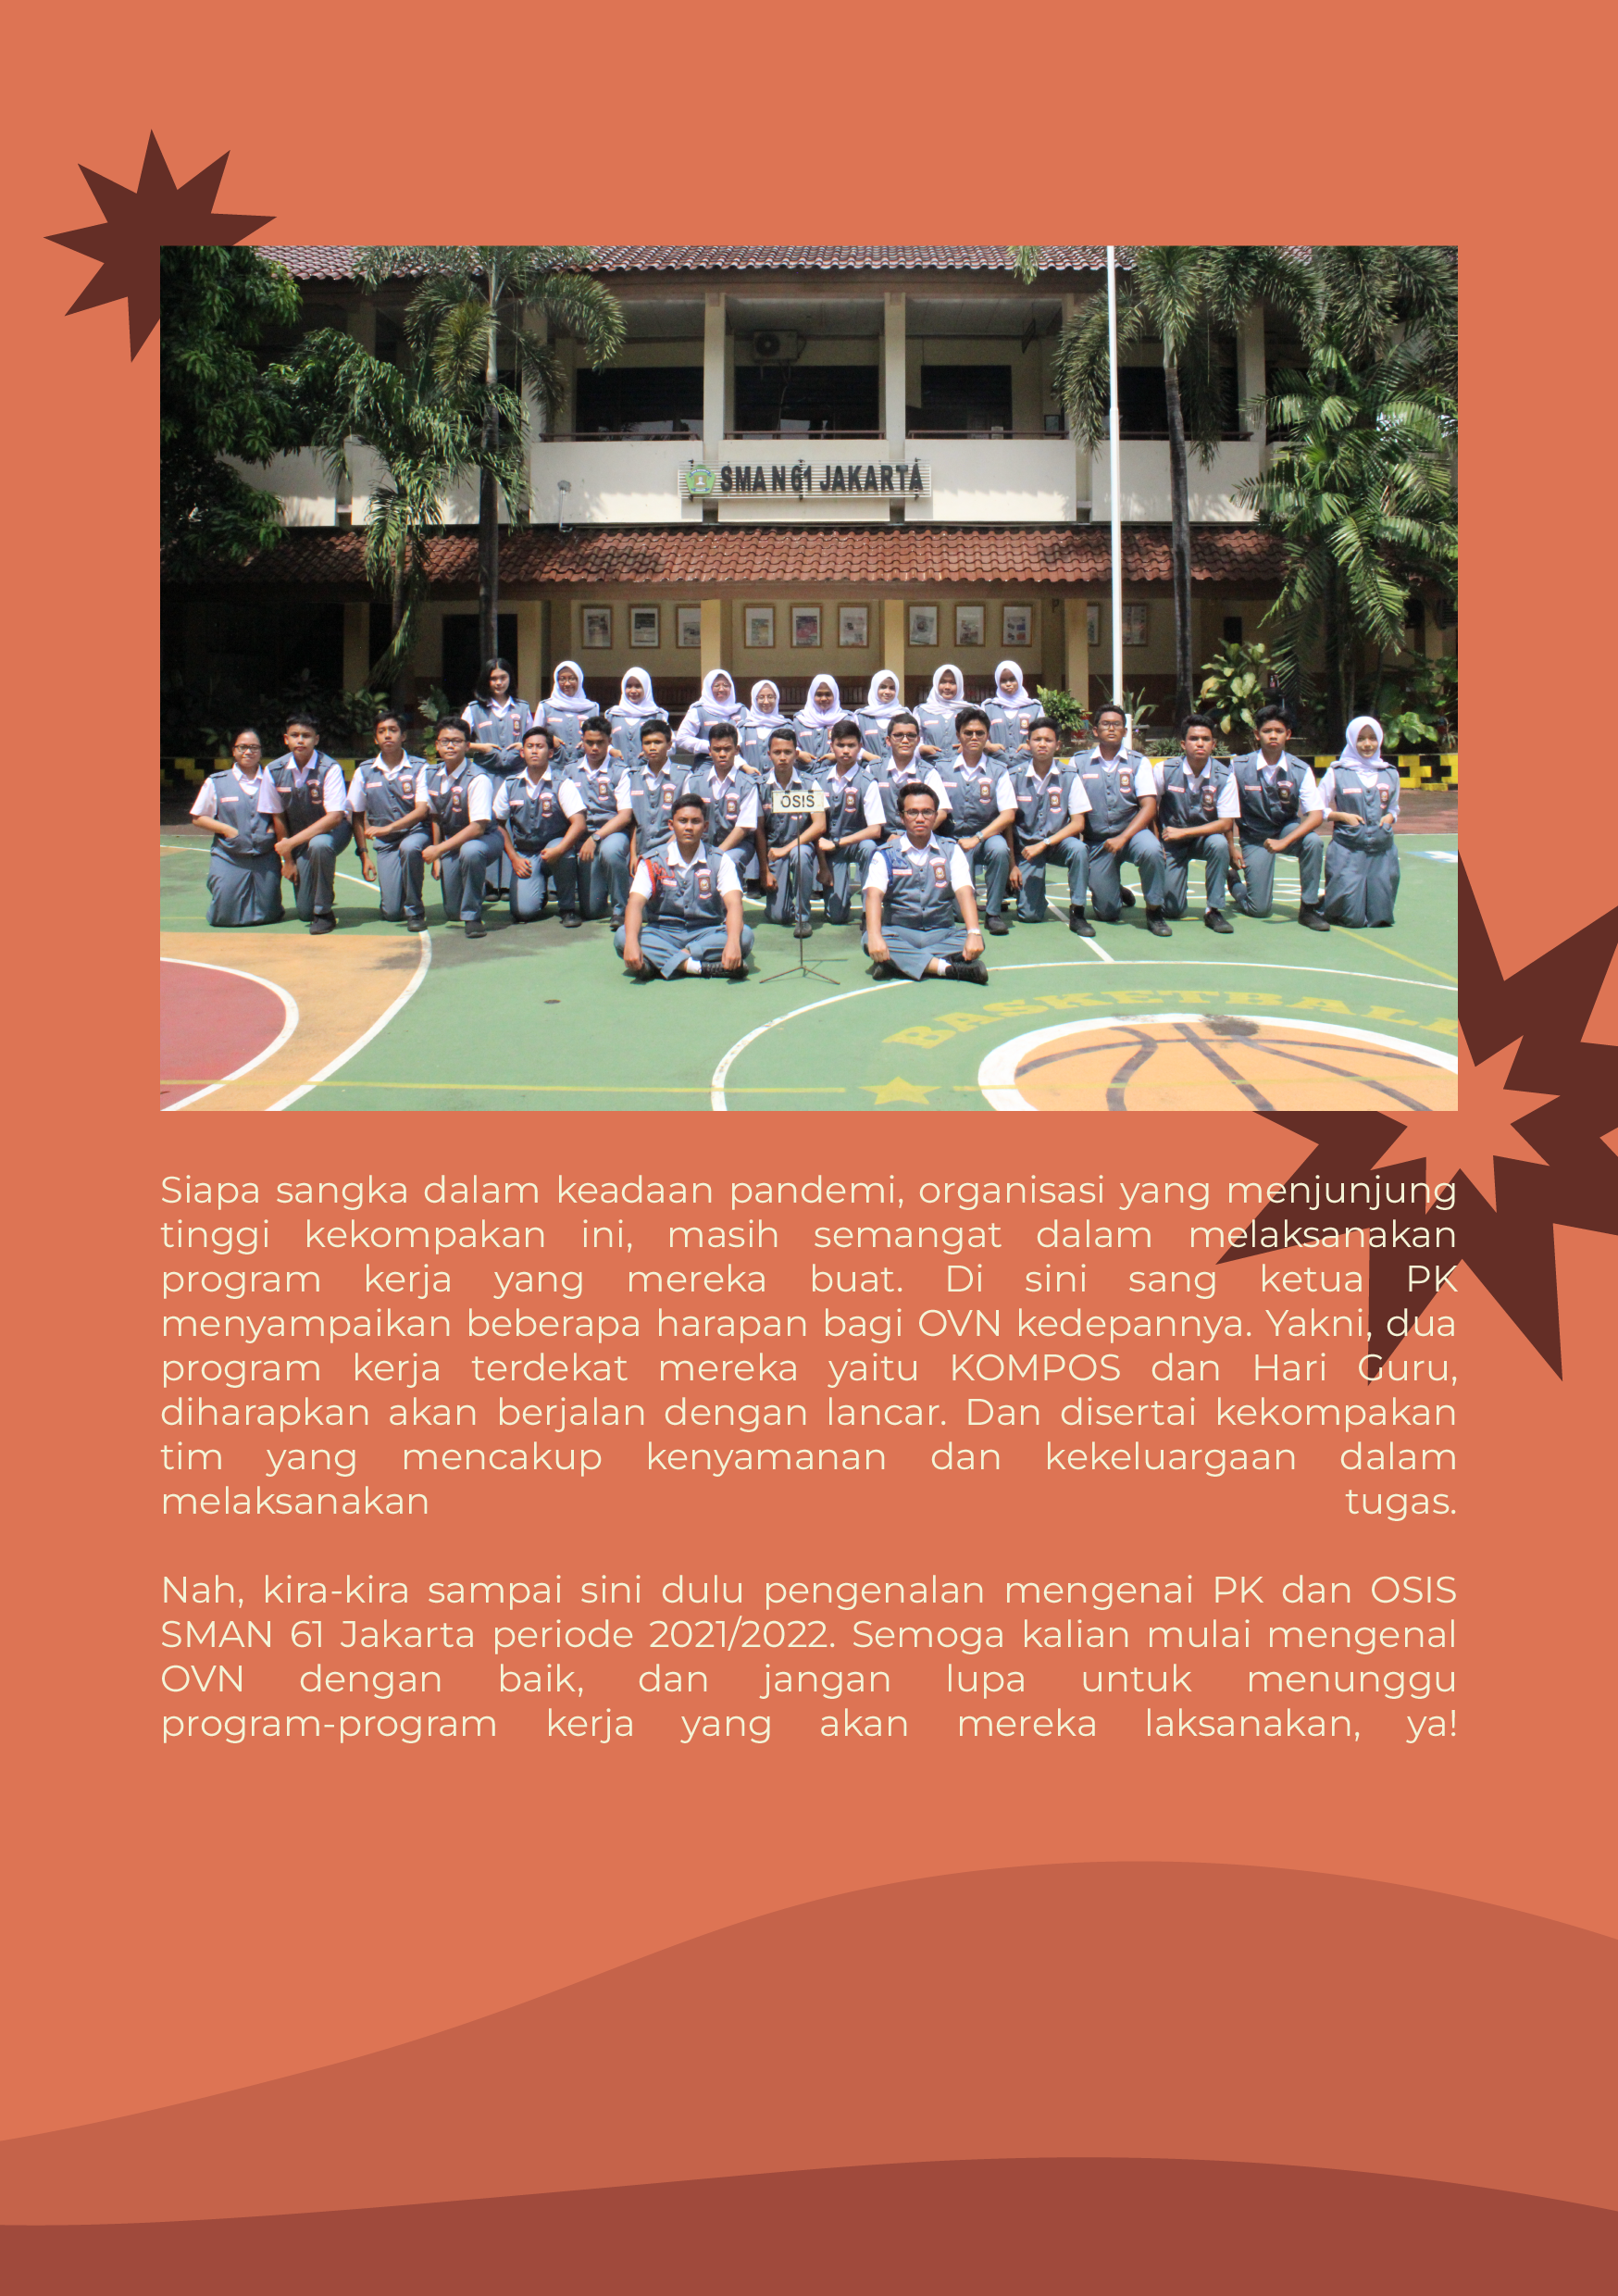 SMAN 61 JAKARTA
OSIS
BASKETBALL
Siapa sangka dalam keadaan pandemi, organisasi yang menjunjung
tinggi kekompakan ini, masih semangat dalam melaksanakan
program kerja yang mereka buat. Di sini sang ketua PK
menyampaikan beberapa harapan bagi OVN kedepannya. Yakni, dua
program kerja terdekat mereka yaitu KOMPOS dan Hari Guru,
diharapkan akan berjalan dengan lancar. Dan disertai kekompakan
tim yang mencakup kenyamanan dan kekeluargaan dalam
melaksanakan tugas.
Nah, kira-kira sampai sini dulu pengenalan mengenai PK dan OSIS
SMAN 61 Jakarta periode 2021/2022. Semoga kalian mulai mengenal
OVN dengan baik, dan jangan lupa untuk menunggu
program-program kerja yang akan mereka laksanakan, ya!